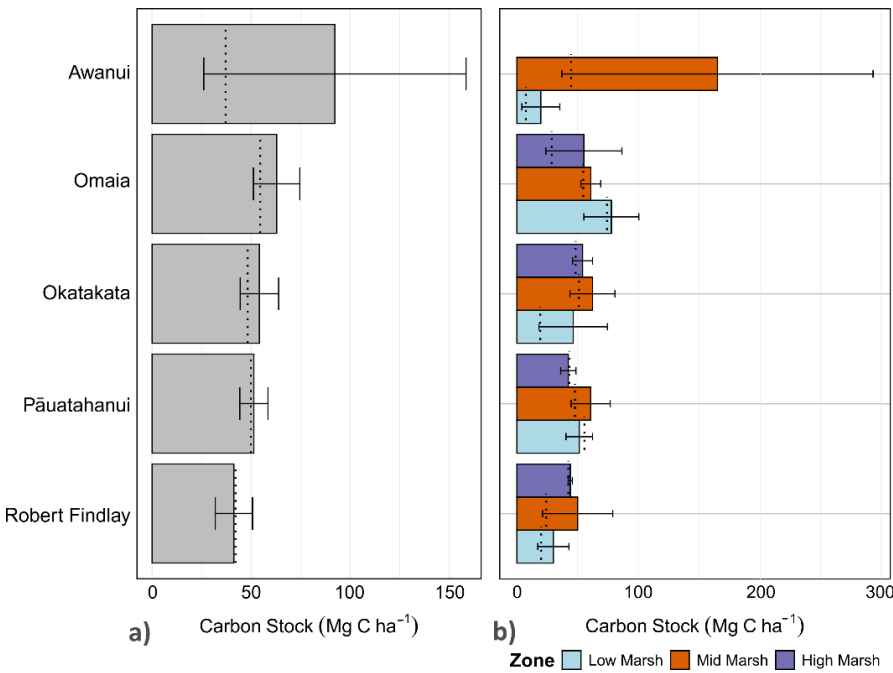 Awanui
Omaia
Okatakata
Pāuatahanui
Robert Findlay
0 50 100 150
0 100 200 300
a) Carbon Stock (Mg C ha⁻¹)
b) Carbon Stock (Mg C ha⁻¹)
Zone Low Marsh Mid Marsh High Marsh